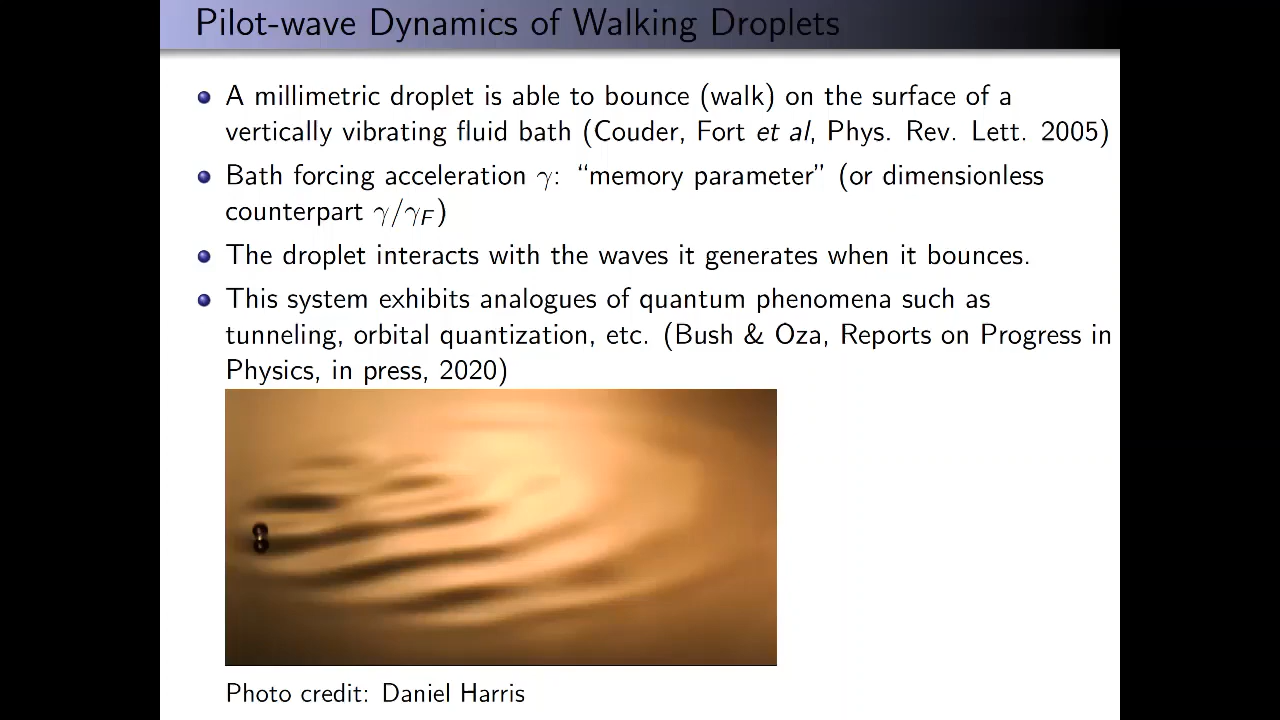 Pilot-wave Dynamics of Walking Droplets
A millimetric droplet is able to bounce (walk) on the surface of a
vertically vibrating fluid bath (Couder, Fort et al, Phys. Rev. Lett. 2005)
Bath forcing acceleration γ: “memory parameter” (or dimensionless
counterpart γ/γF)
The droplet interacts with the waves it generates when it bounces.
This system exhibits analogues of quantum phenomena such as
tunneling, orbital quantization, etc. (Bush & Oza, Reports on Progress in
Physics, in press, 2020)
Photo credit: Daniel Harris